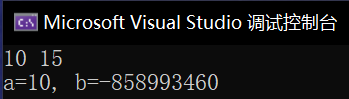 Microsoft Visual Studio 调试控制台
10 15
a=10, b=-858993460